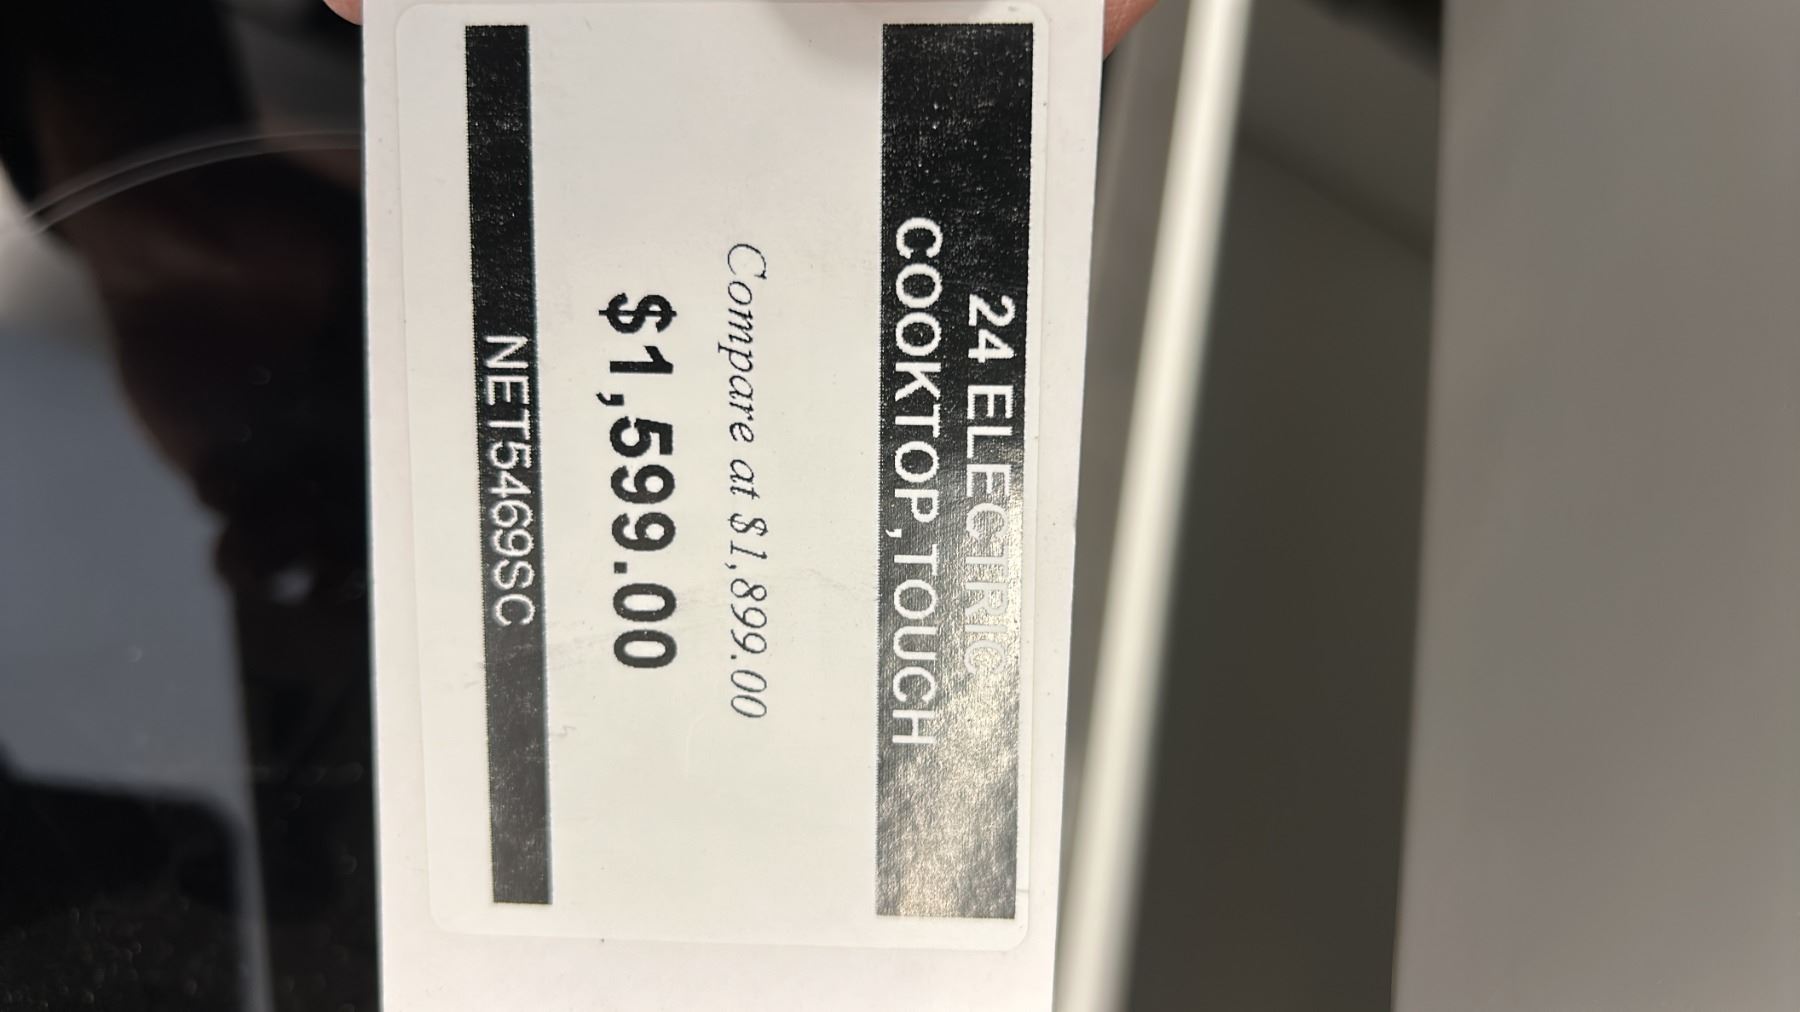 24 ELECTRIC
COOKTOP, TOUCH
Compare at $1,899.00
$1,599.00
NET5469SC